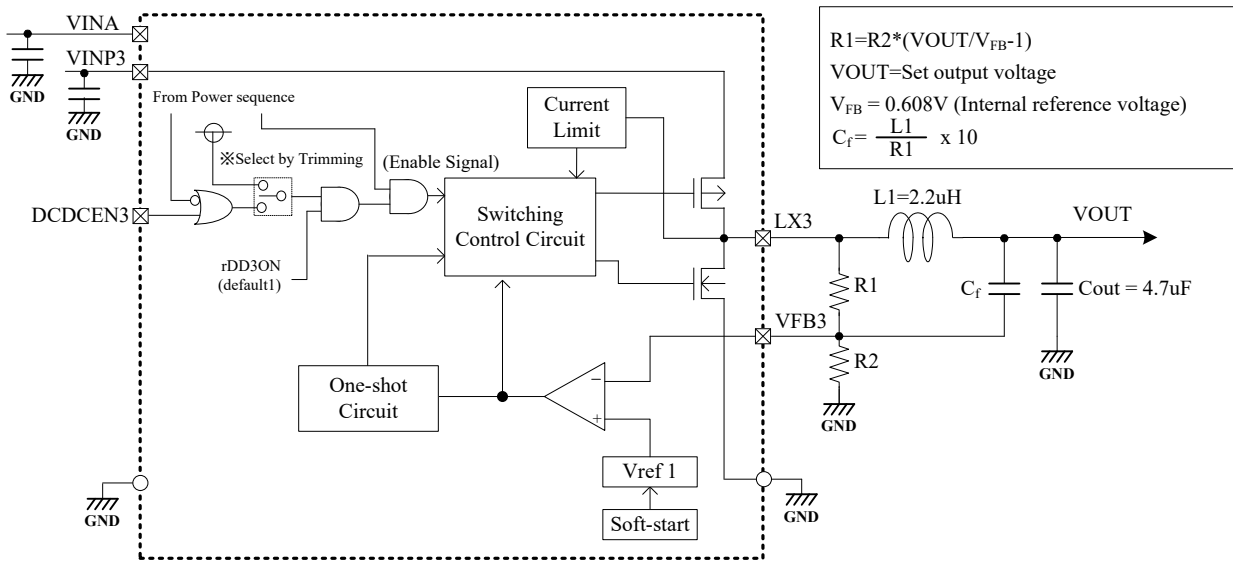 VINA
VINP3
GND
GND
From Power sequence
※Select by Trimming
(Enable Signal)
DCDCEN3
rDD3ON
(default1)
Current
Limit
Switching
Control Circuit
One-shot
Circuit
−
+
Vref 1
Soft-start
GND
GND
LX3
VFB3
L1=2.2uH
VOUT
R1
R2
GND
Cf
Cout = 4.7uF
GND
R1=R2*(VOUT/VFB-1)
VOUT=Set output voltage
VFB = 0.608V (Internal reference voltage)
Cf = L1/R1 x 10